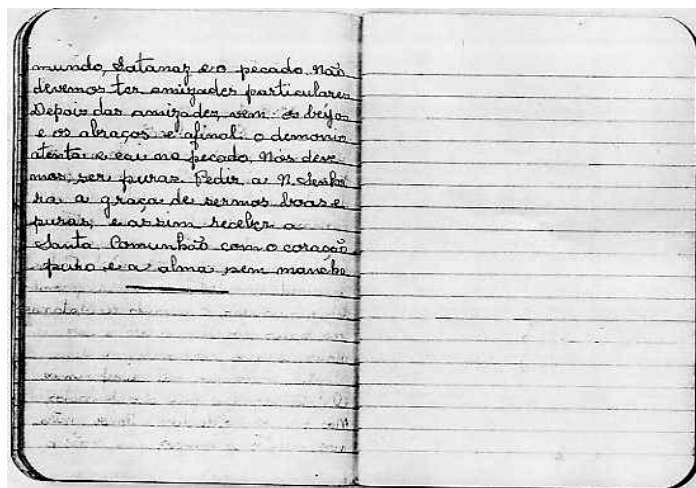 mundo, Satanaz e o pecado. Não
devemos ter amizades particulares
Depois das amizades, vem os beijos
e os abraços e afinal o demonio
atenta e cai no pecado. Nós deve
mos, ser puras. Pedir a N. Senho
ra a graça de sermos boas e
puras, e assim receber a
Santa Comunhão com o coração
puro e a alma sem mancha